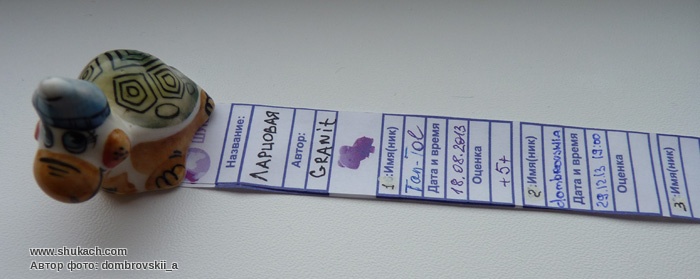 Название:
ЛАРЦОВАЯ
Автор:
GRANit
1. Имя(ник)
Тап-ЮС
Дата и время
18.08.2013
Оценка
+5+
2. Имя(ник)
dombrovskii_a
Дата и время
29.12.13 13:00
Оценка
3. Имя(ник)
www.shukach.com
Автор фото: dombrovskii_a